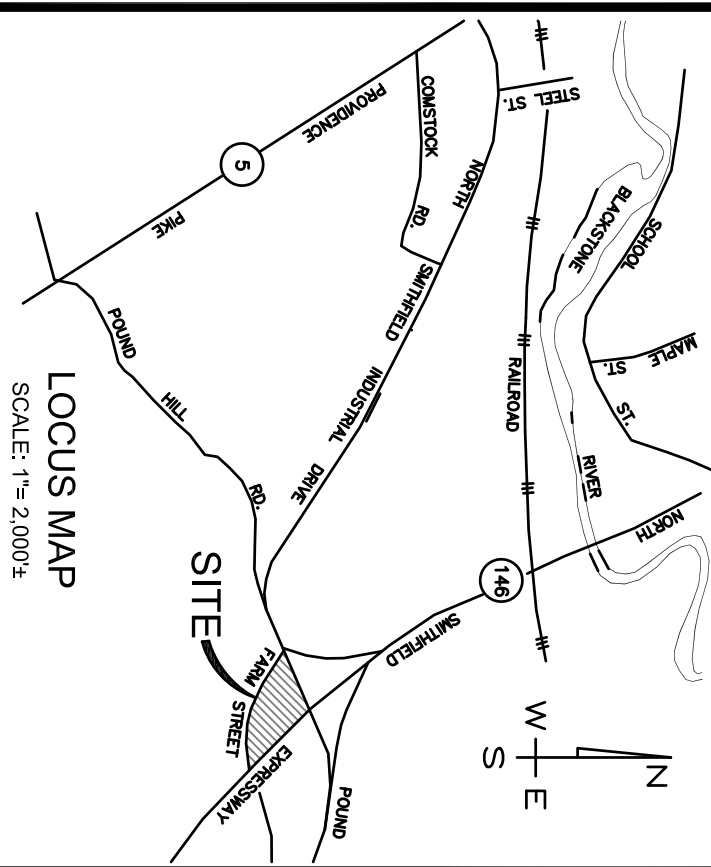 STEEL ST.
COMSTOCK
RD.
PROVIDENCE
5
PIKE
NORTH
SMITHFIELD
INDUSTRIAL
DRIVE
RAILROAD
BLACKSTONE
RIVER
SCHOOL
ST.
MAPLE
ST.
NORTH
146
SMITHFIELD
EXPRESSWAY
POUND
HILL
RD.
FARM
STREET
POUND
SITE
N
W
E
S
LOCUS MAP
SCALE: 1"= 2,000'±